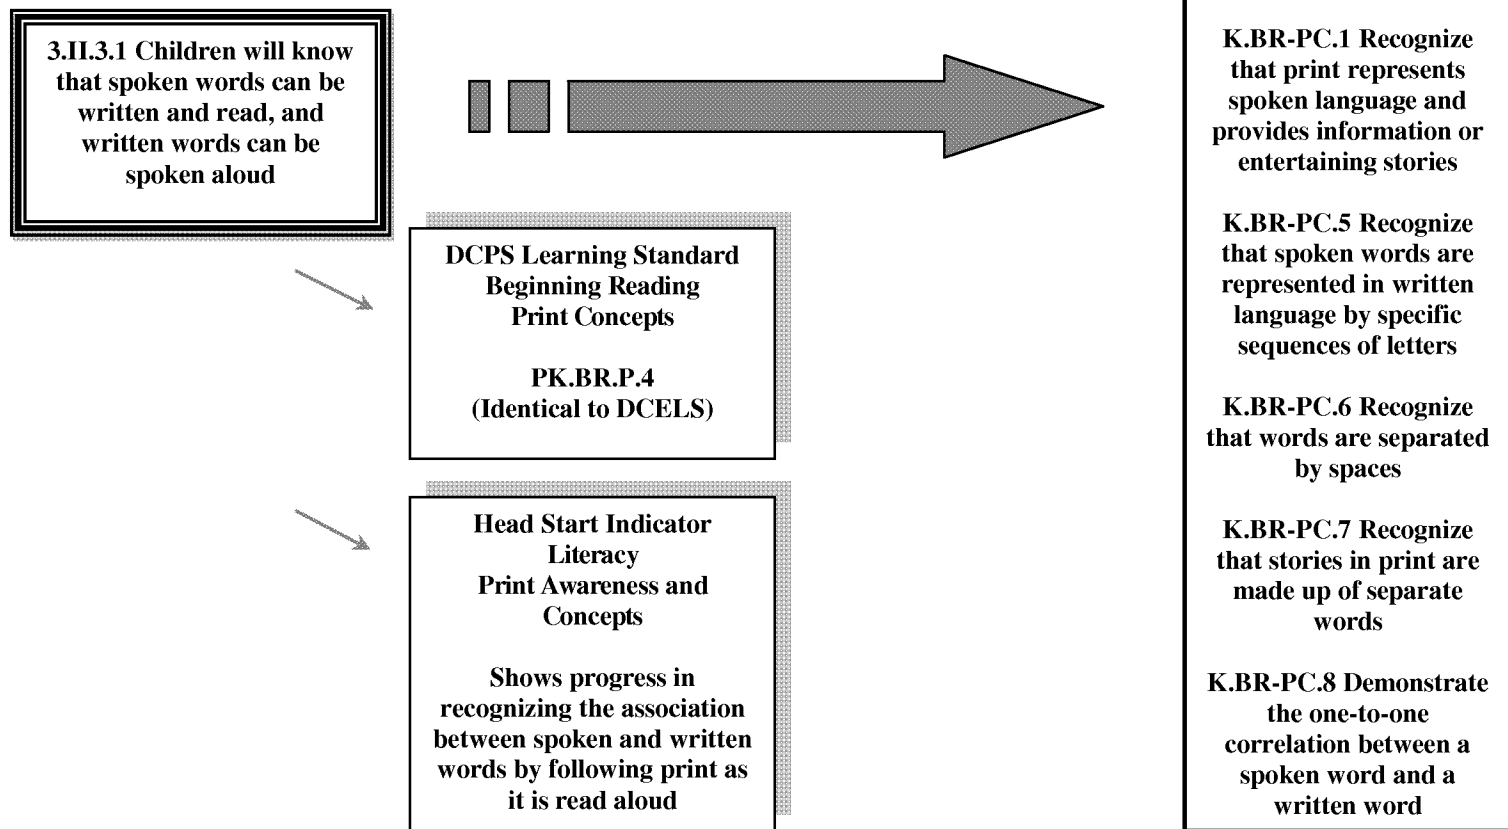 3.II.3.1 Children will know
that spoken words can be
written and read, and
written words can be
spoken aloud
DCPS Learning Standard
Beginning Reading
Print Concepts
PK.BR.P.4
(Identical to DCELS)
Head Start Indicator
Literacy
Print Awareness and
Concepts
Shows progress in
recognizing the association
between spoken and written
words by following print as
it is read aloud
K.BR-PC.1 Recognize
that print represents
spoken language and
provides information or
entertaining stories
K.BR-PC.5 Recognize
that spoken words are
represented in written
language by specific
sequences of letters
K.BR-PC.6 Recognize
that words are separated
by spaces
K.BR-PC.7 Recognize
that stories in print are
made up of separate
words
K.BR-PC.8 Demonstrate
the one-to-one
correlation between a
spoken word and a
written word